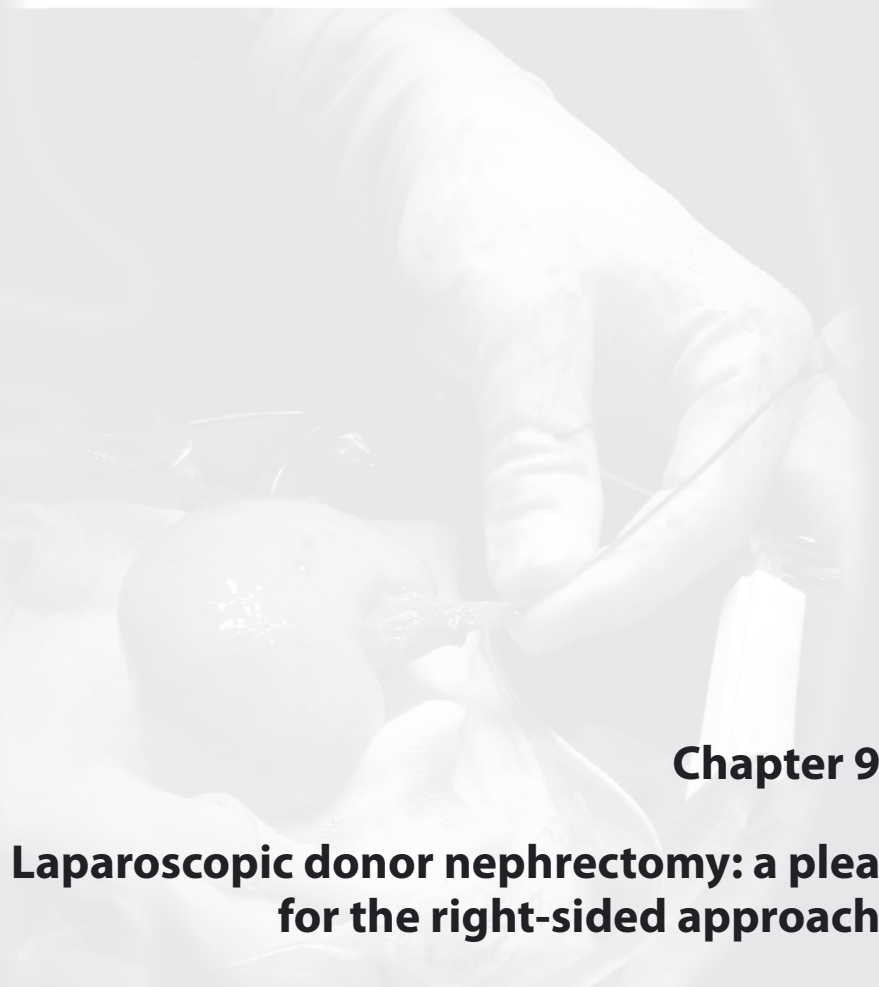 Chapter 9
Laparoscopic donor nephrectomy: a plea
for the right-sided approach